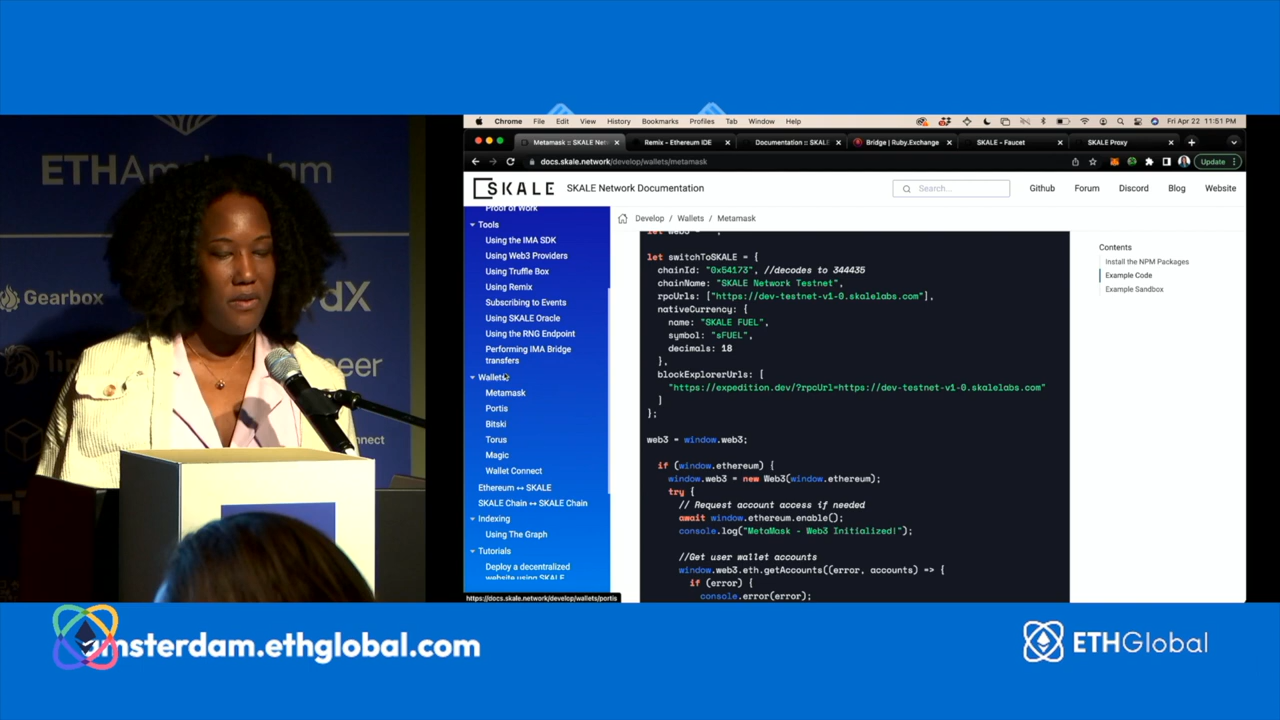 ETHAmsterdam
Gearbox
dX
1in
eer
nnect
Chrome File Edit View History Bookmarks Profiles Tab Window Help
Fri Apr 22 11:51 PM
Metamask :: SKALE Net
Remix - Ethereum IDE
Documentation :: SKAL
Bridge | Ruby.Exchange
SKALE - Faucet
SKALE Proxy
docs.skale.network/develop/wallets/metamask
Update
SKALE
SKALE Network Documentation
Search...
Github
Forum
Discord
Blog
Website
Proof of Work
Tools
Using the IMA SDK
Using Web3 Providers
Using Truffle Box
Using Remix
Subscribing to Events
Using SKALE Oracle
Using the RNG Endpoint
Performing IMA Bridge
transfers
Wallets
Metamask
Portis
Bitski
Torus
Magic
Wallet Connect
Ethereum ↔ SKALE
SKALE Chain ↔ SKALE Chain
Indexing
Using The Graph
Tutorials
Deploy a decentralized
website using SKALE
https://docs.skale.network/develop/wallets/portis
Develop / Wallets / Metamask
let switchToSKALE = {
chainId: "0x54173", //decodes to 344435
chainName: "SKALE Network Testnet",
rpcUrls: ["https://dev-testnet-v1-0.skalelabs.com"],
nativeCurrency: {
name: "SKALE FUEL",
symbol: "sFUEL",
decimals: 18
},
blockExplorerUrls: [
"https://expedition.dev/?rpcUrl=https://dev-testnet-v1-0.skalelabs.com"
]
};
web3 = window.web3;
if (window.ethereum) {
window.web3 = new Web3(window.ethereum);
try {
// Request account access if needed
await window.ethereum.enable();
console.log("MetaMask - Web3 Initialized!");
//Get user wallet accounts
window.web3.eth.getAccounts((error, accounts) => {
if (error) {
console.error(error);
Contents
Install the NPM Packages
Example Code
Example Sandbox
amsterdam.ethglobal.com
ETHGlobal